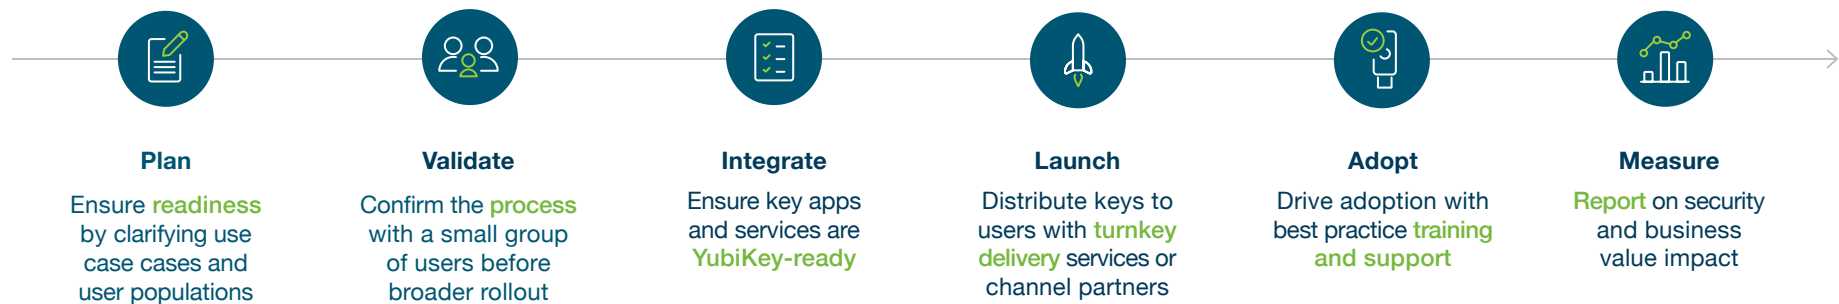 Plan
Ensure readiness
by clarifying use
case cases and
user populations
Validate
Confirm the process
with a small group
of users before
broader rollout
Integrate
Ensure key apps
and services are
YubiKey-ready
Launch
Distribute keys to
users with turnkey
delivery services or
channel partners
Adopt
Drive adoption with
best practice training
and support
Measure
Report on security
and business
value impact